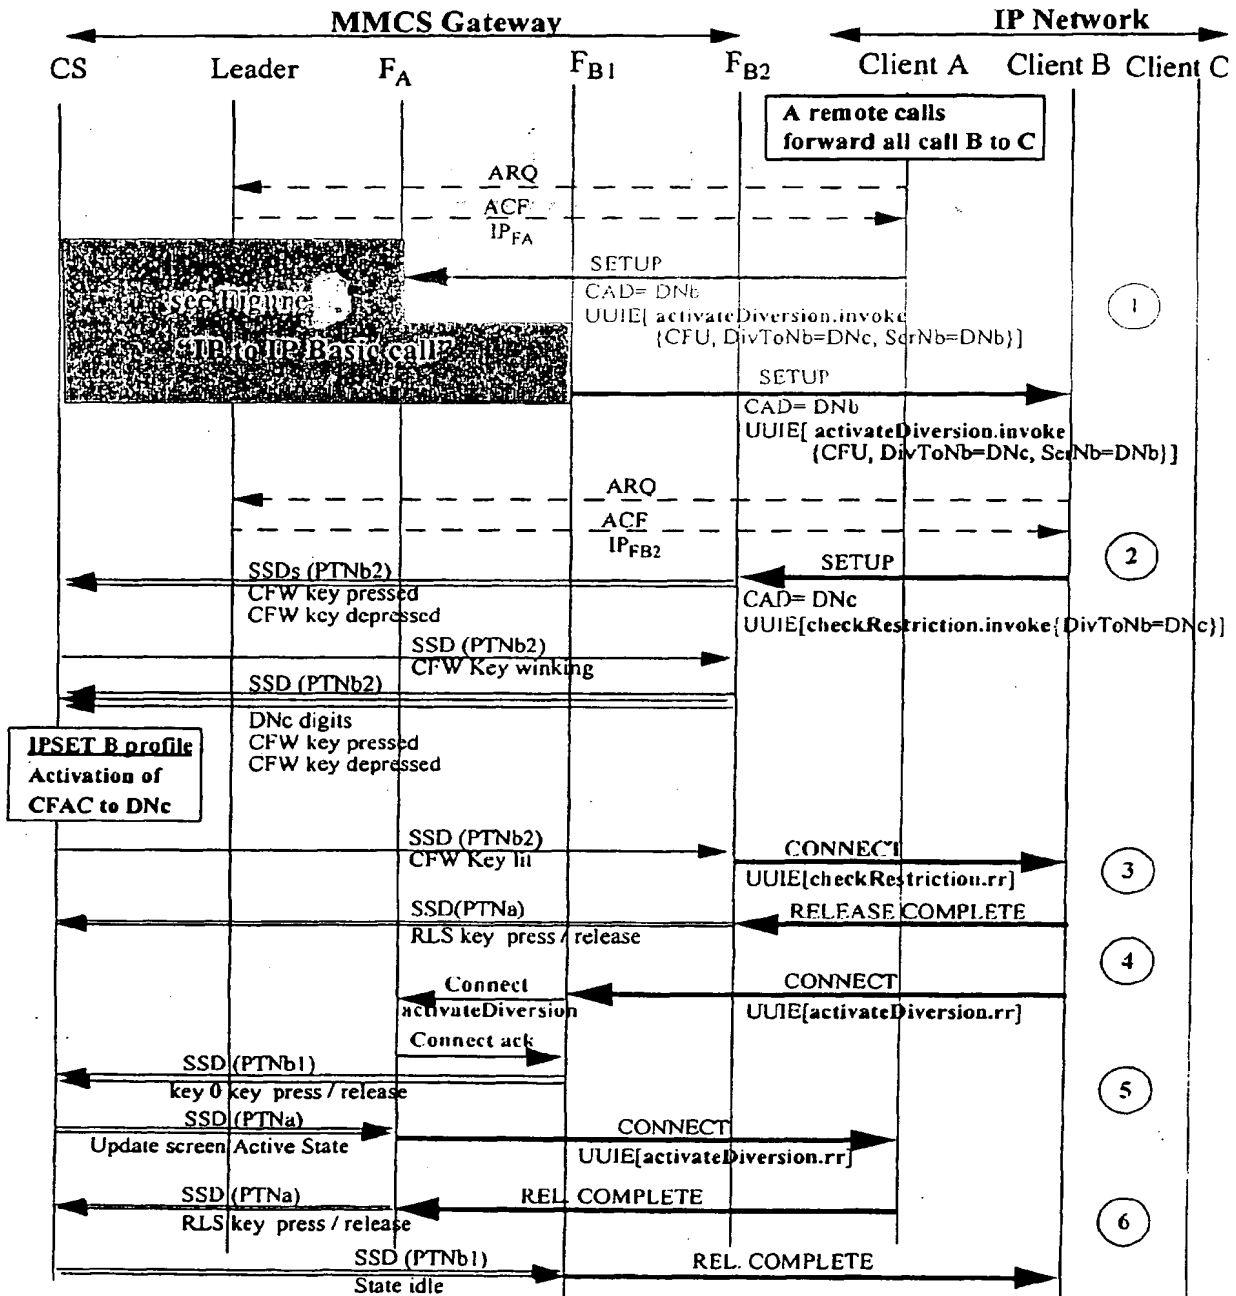 MMCS Gateway
IP Network
CS
Leader
FA
FB1
FB2
Client A
Client B
Client C
A remote calls
forward all call B to C
ARQ
ACF
IPFA
see Figure
"IP to IP Basic call"
SETUP
CAD= DNb
UUIE[ activateDiversion.invoke
{CFU, DivToNb=DNc, SerNb=DNb}]
1
SETUP
CAD= DNb
UUIE[ activateDiversion.invoke
{CFU, DivToNb=DNc, SerNb=DNb}]
ARQ
ACF
IPFB2
2
SETUP
SSDs (PTNb2)
CFW key pressed
CFW key depressed
CAD= DNc
UUIE[checkRestriction.invoke{DivToNb=DNc}]
SSD (PTNb2)
CFW Key winking
SSD (PTNb2)
DNc digits
CFW key pressed
CFW key depressed
IPSET B profile
Activation of
CFAC to DNc
SSD (PTNb2)
CFW Key lit
CONNECT
UUIE[checkRestriction.rr]
3
SSD(PTNa)
RLS key press / release
RELEASE COMPLETE
4
Connect
activateDiversion
CONNECT
UUIE[activateDiversion.rr]
Connect ack
SSD (PTNb1)
key 0 key press / release
5
SSD (PTNa)
Update screen Active State
CONNECT
UUIE[activateDiversion.rr]
SSD (PTNa)
RLS key press / release
REL. COMPLETE
6
SSD (PTNb1)
State idle
REL. COMPLETE